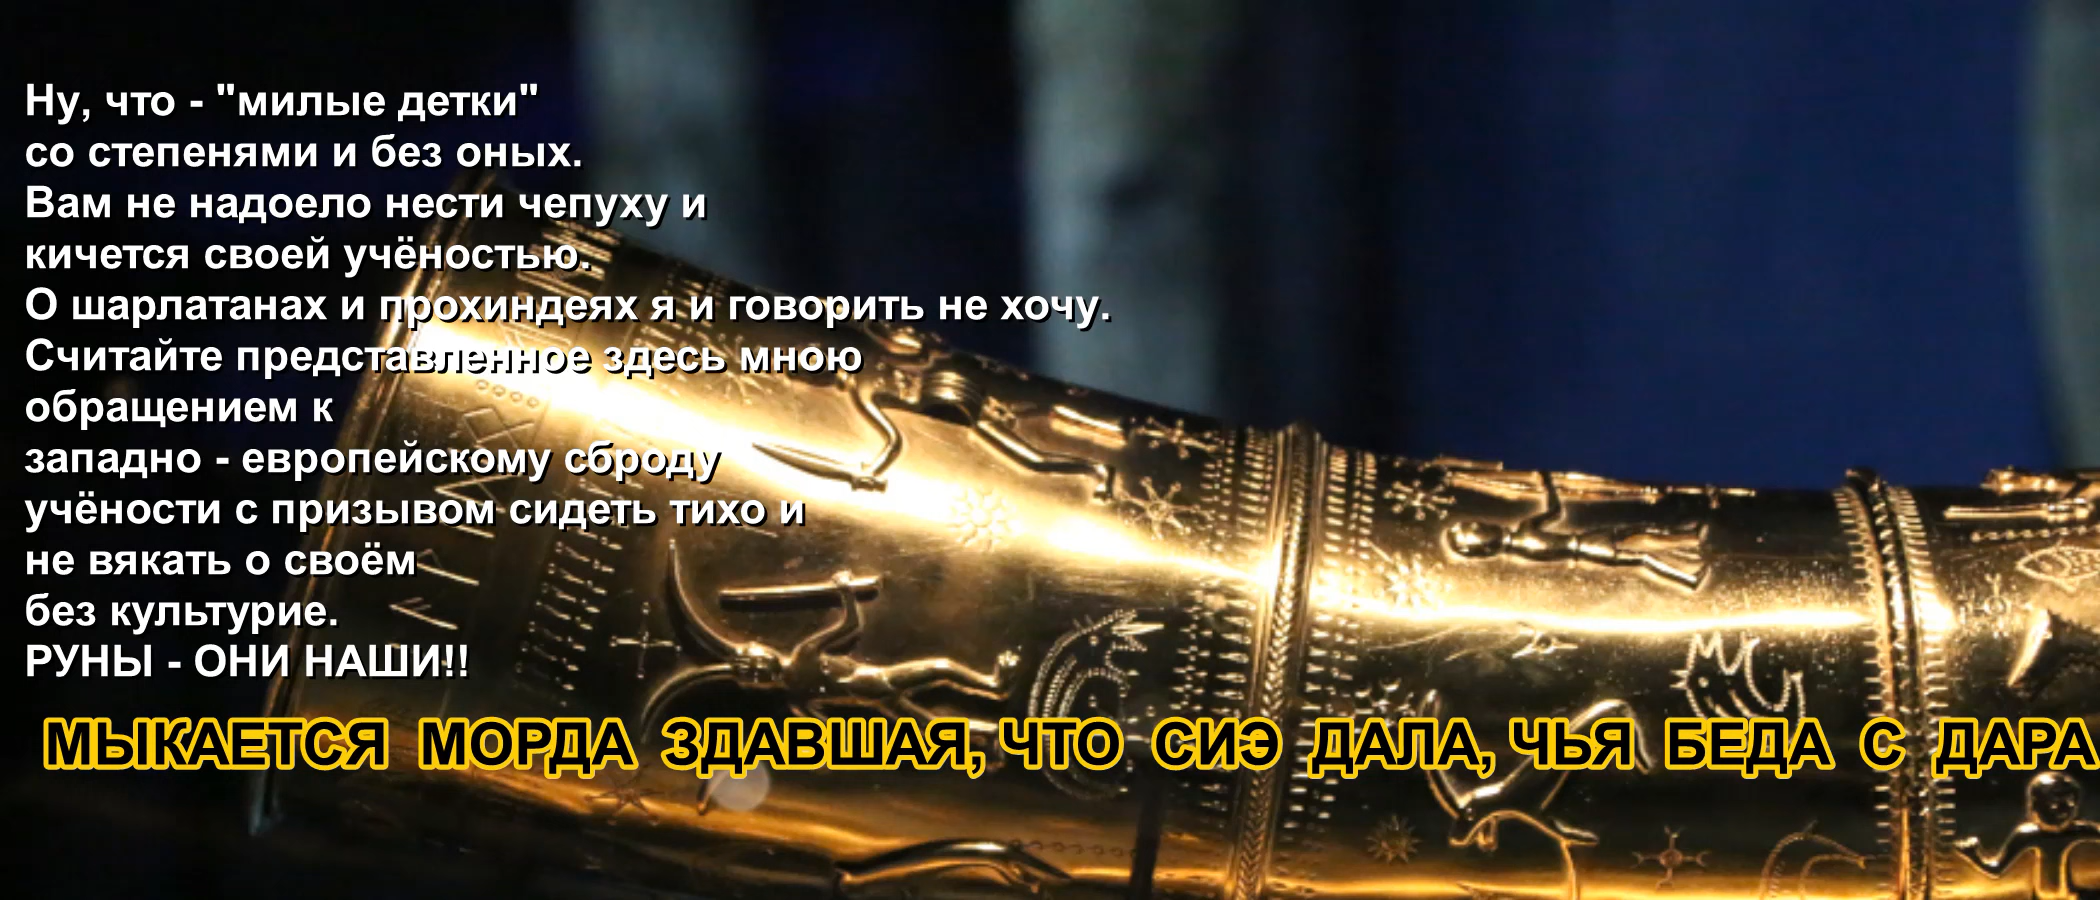 Ну, что - "милые детки"
со степенями и без оных.
Вам не надоело нести чепуху и
кичется своей учёностью.
О шарлатанах и прохиндеях я и говорить не хочу.
Считайте представленное здесь мною
обращением к
западно - европейскому сброду
учёности с призывом сидеть тихо и
не вякать о своём
без культурие.
РУНЫ - ОНИ НАШИ!!
МЫКАЕТСЯ МОРДА ЗДАВШАЯ, ЧТО СИЭ ДАЛА, ЧЬЯ БЕДА С ДАРА